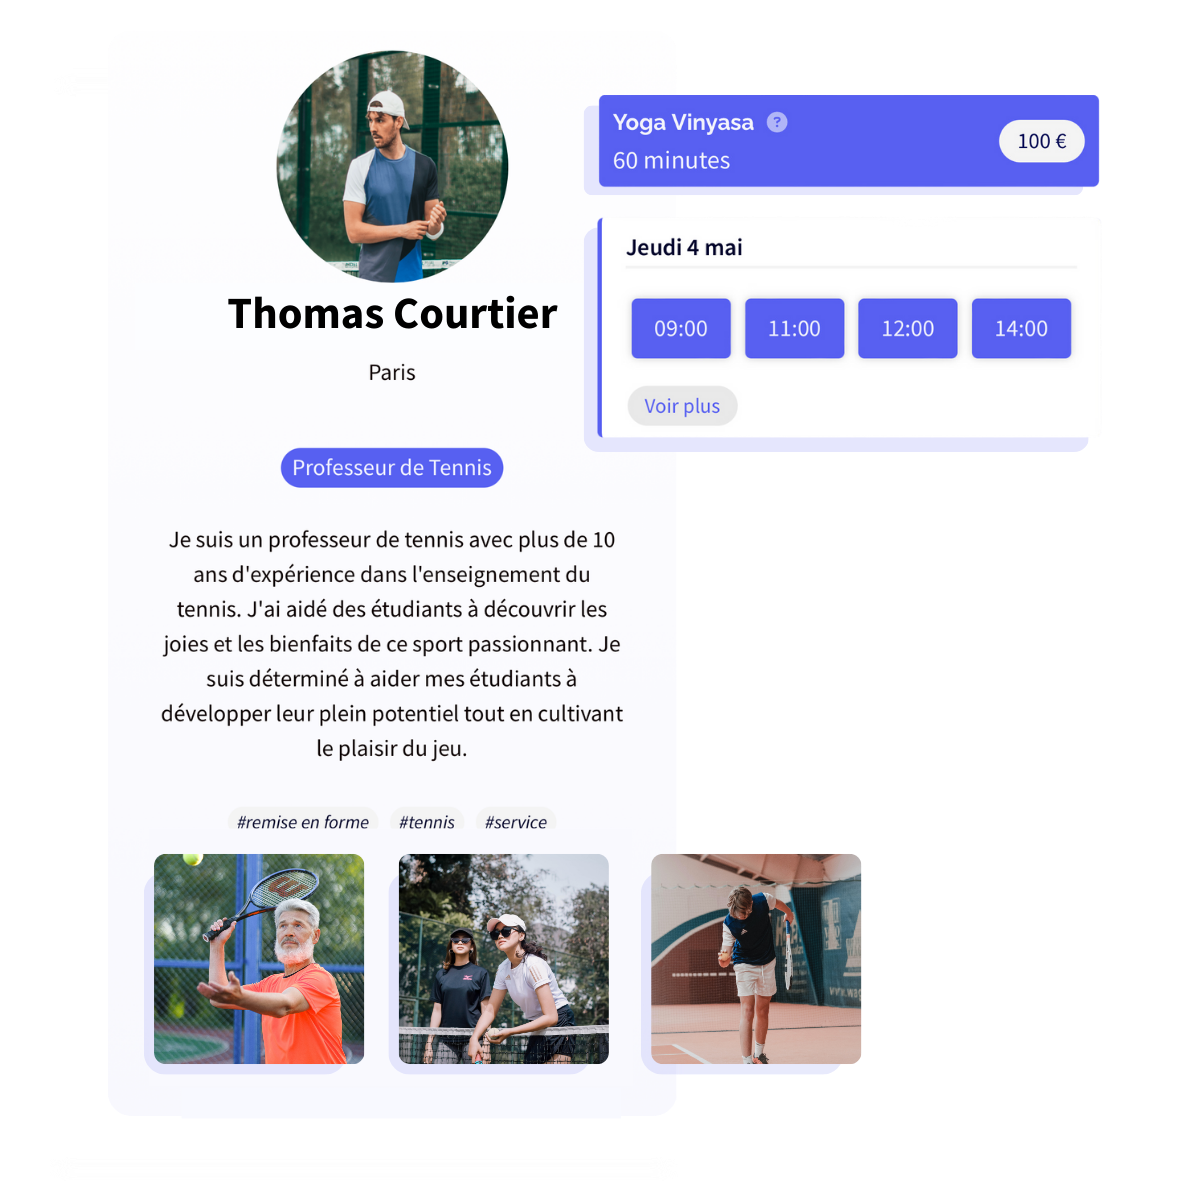 Thomas Courtier
Paris
Professeur de Tennis
Je suis un professeur de tennis avec plus de 10
ans d'expérience dans l'enseignement du
tennis. J'ai aidé des étudiants à découvrir les
joies et les bienfaits de ce sport passionnant. Je
suis déterminé à aider mes étudiants à
développer leur plein potentiel tout en cultivant
le plaisir du jeu.
#remise en forme #tennis #service
Yoga Vinyasa ?
60 minutes
100 €
Jeudi 4 mai
09:00 11:00 12:00 14:00
Voir plus